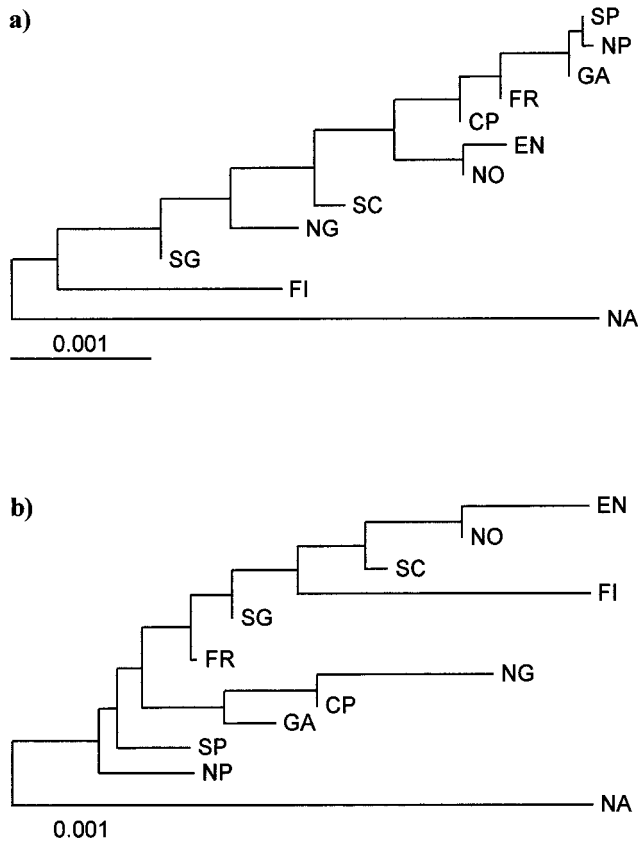 a)
SP
NP
GA
FR
CP
EN
NO
SC
NG
SG
FI
NA
0.001
b)
EN
NO
SC
FI
SG
FR
NG
CP
GA
SP
NP
NA
0.001